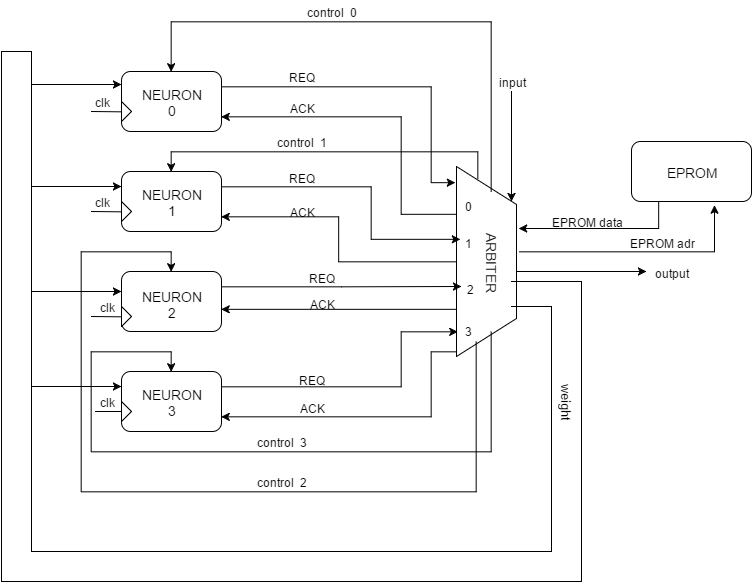 control 0
REQ
input
clk
NEURON
0
ACK
control 1
EPROM
REQ
clk
NEURON
1
ACK
0
EPROM data
1
ARBITER
EPROM adr
output
REQ
2
clk
NEURON
2
ACK
3
REQ
clk
NEURON
3
ACK
weight
control 3
control 2